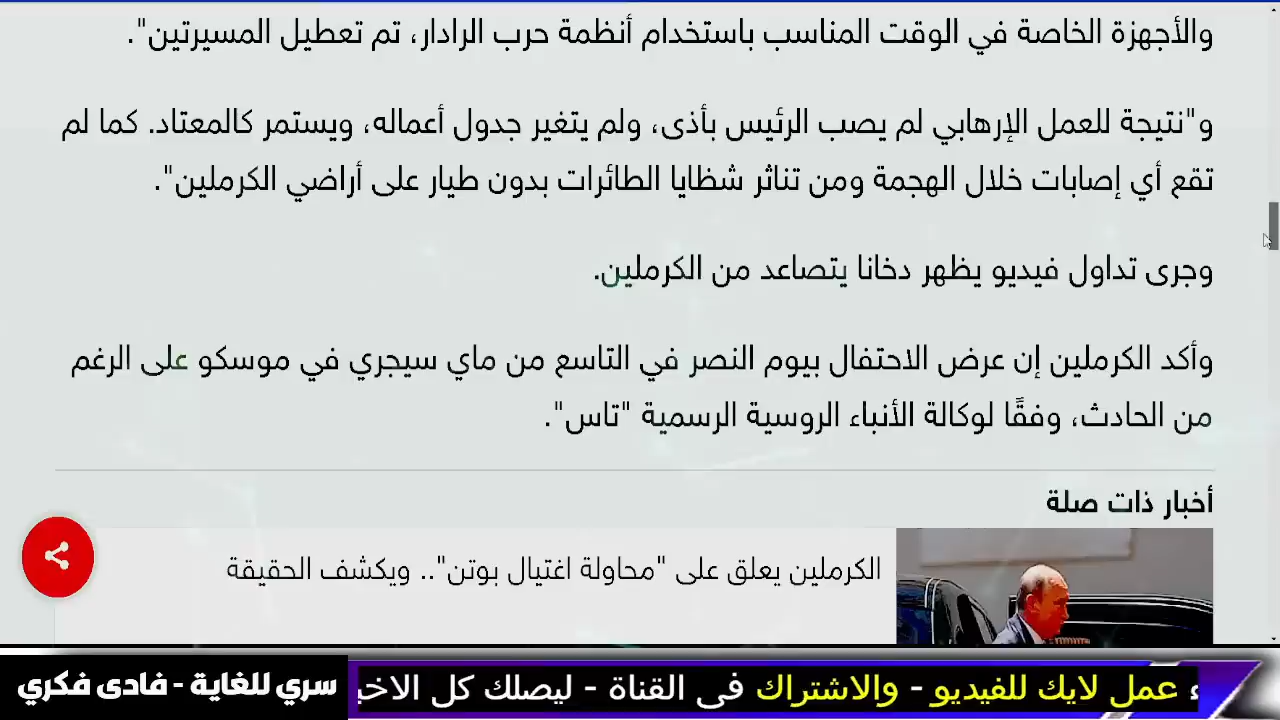 والأجهزة الخاصة في الوقت المناسب باستخدام أنظمة حرب الرادار، تم تعطيل المسيرتين".
و"نتيجة للعمل الإرهابي لم يصب الرئيس بأذى، ولم يتغير جدول أعماله، ويستمر كالمعتاد. كما لم
تقع أي إصابات خلال الهجمة ومن تناثر شظايا الطائرات بدون طيار على أراضي الكرملين".
وجرى تداول فيديو يظهر دخانا يتصاعد من الكرملين.
وأكد الكرملين إن عرض الاحتفال بيوم النصر في التاسع من ماي سيجري في موسكو على الرغم
من الحادث، وفقًا لوكالة الأنباء الروسية الرسمية "تاس".
أخبار ذات صلة
الكرملين يعلق على "محاولة اغتيال بوتن".. ويكشف الحقيقة
عمل لايك للفيديو - والاشتراك فى القناة - ليصلك كل
سري للغاية - فادى فكري